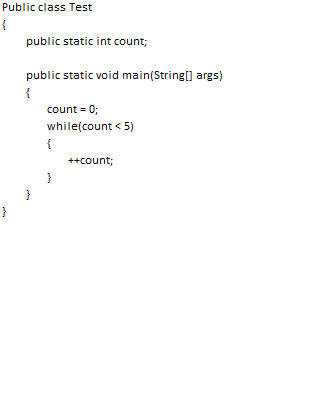 Public class Test
{
public static int count;
public static void main(String[] args)
{
count = 0;
while(count < 5)
{
++count;
}
}
}